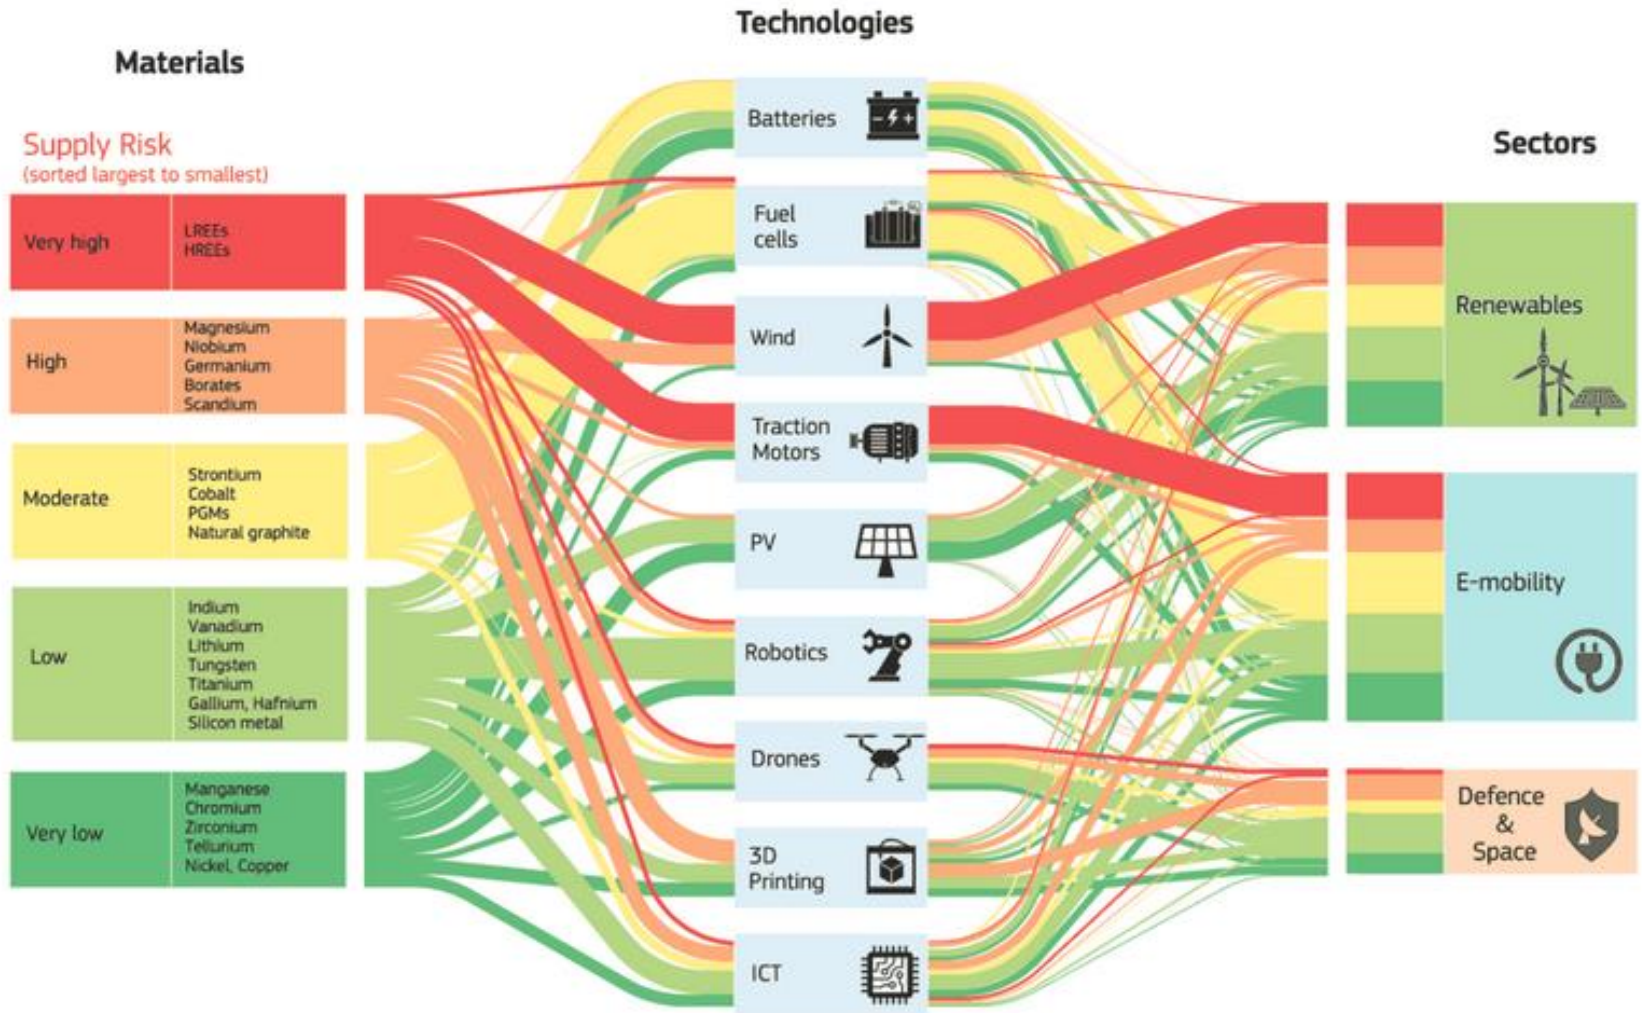 Technologies
Materials
Sectors
Supply Risk
(sorted largest to smallest)
Very high
LREEs
HREEs
High
Magnesium
Niobium
Germanium
Borates
Scandium
Moderate
Strontium
Cobalt
PGMs
Natural graphite
Low
Indium
Vanadium
Lithium
Tungsten
Titanium
Gallium, Hafnium
Silicon metal
Very low
Manganese
Chromium
Zirconium
Tellurium
Nickel, Copper
Batteries
Fuel
cells
Wind
Traction
Motors
PV
Robotics
Drones
3D
Printing
ICT
Renewables
E-mobility
Defence
&
Space